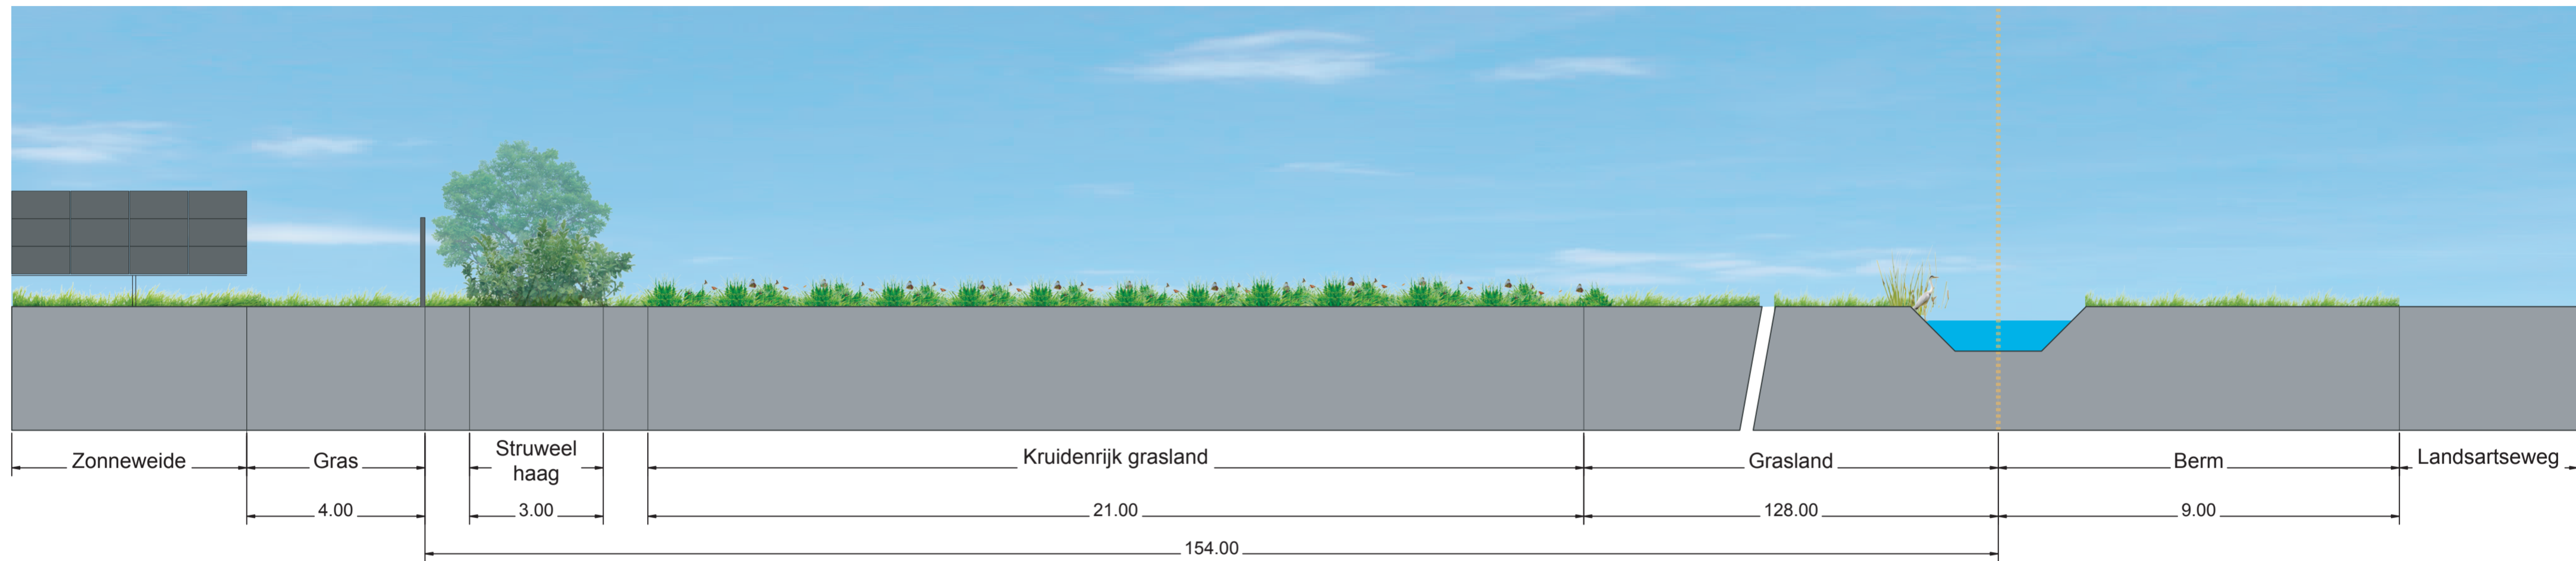 Zonneweide
Gras
Struweel
haag
Kruidenrijk grasland
Grasland
Berm
Landsartseweg
4.00
3.00
21.00
128.00
9.00
154.00